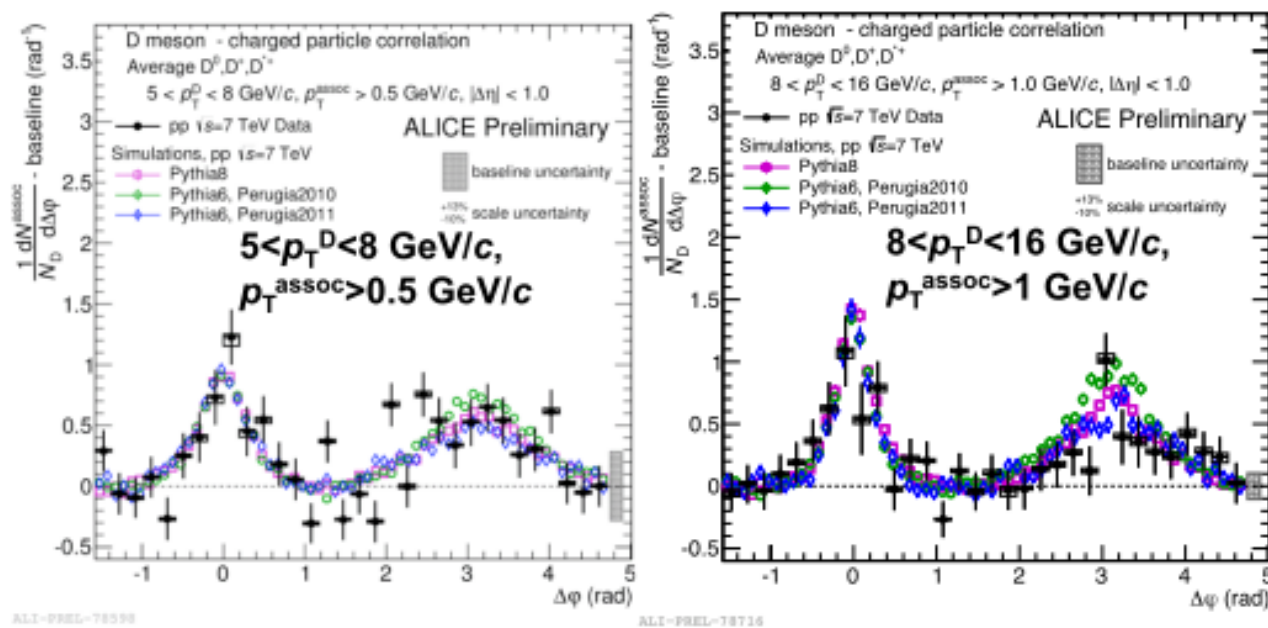 D meson - charged particle correlation
Average D⁰,D⁺,D*⁺
5 < p_T^D < 8 GeV/c, p_T^assoc > 0.5 GeV/c, |Δη| < 1.0
pp √s=7 TeV Data
ALICE Preliminary
Simulations, pp √s=7 TeV
Pythia8
Pythia6, Perugia2010
Pythia6, Perugia2011
baseline uncertainty
+13%
-10% scale uncertainty
5<p_T^D<8 GeV/c,
p_T^assoc>0.5 GeV/c
1/N_D dN^assoc/dΔφ - baseline (rad⁻¹)
3.5
3
2.5
2
1.5
1
0.5
0
-0.5
-1 0 1 2 3 4 5
Δφ (rad)
ALI-PREL-78598
D meson - charged particle correlation
Average D⁰,D⁺,D*⁺
8 < p_T^D < 16 GeV/c, p_T^assoc > 1.0 GeV/c, |Δη| < 1.0
pp √s=7 TeV Data
ALICE Preliminary
Simulations, pp √s=7 TeV
Pythia8
Pythia6, Perugia2010
Pythia6, Perugia2011
baseline uncertainty
+13%
-10% scale uncertainty
8<p_T^D<16 GeV/c,
p_T^assoc>1 GeV/c
1/N_D dN^assoc/dΔφ - baseline (rad⁻¹)
3.5
3
2.5
2
1.5
1
0.5
0
-0.5
-1 0 1 2 3 4 5
Δφ (rad)
ALI-PREL-78716